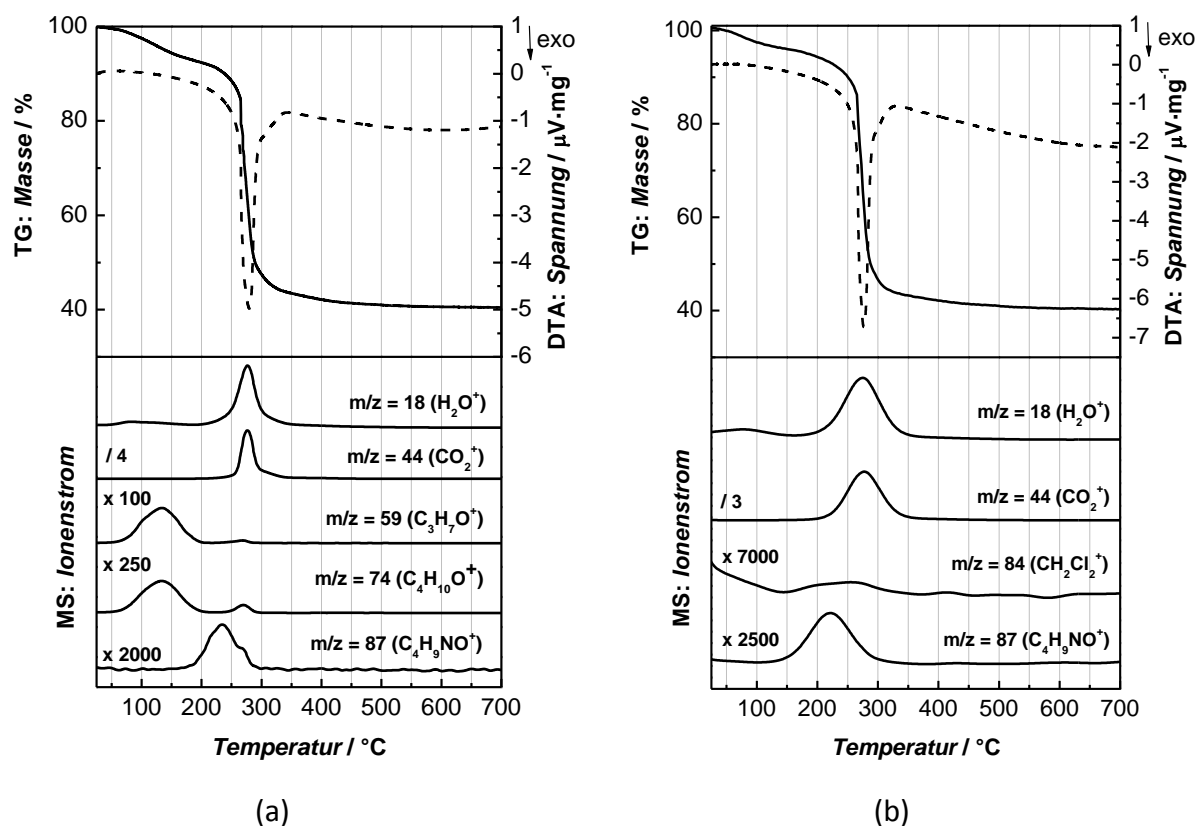 100
80
60
40
TG: Masse / %
1
0
-1
-2
-3
-4
-5
-6
exo
DTA: Spannung / µV·mg⁻¹
m/z = 18 (H₂O⁺)
/ 4
m/z = 44 (CO₂⁺)
x 100
m/z = 59 (C₃H₇O⁺)
x 250
m/z = 74 (C₄H₁₀O⁺)
x 2000
m/z = 87 (C₄H₉NO⁺)
MS: Ionenstrom
100 200 300 400 500 600 700
Temperatur / °C
(a)
100
80
60
40
TG: Masse / %
1
0
-1
-2
-3
-4
-5
-6
-7
exo
DTA: Spannung / µV·mg⁻¹
m/z = 18 (H₂O⁺)
/ 3
m/z = 44 (CO₂⁺)
x 7000
m/z = 84 (CH₂Cl₂⁺)
x 2500
m/z = 87 (C₄H₉NO⁺)
MS: Ionenstrom
100 200 300 400 500 600 700
Temperatur / °C
(b)